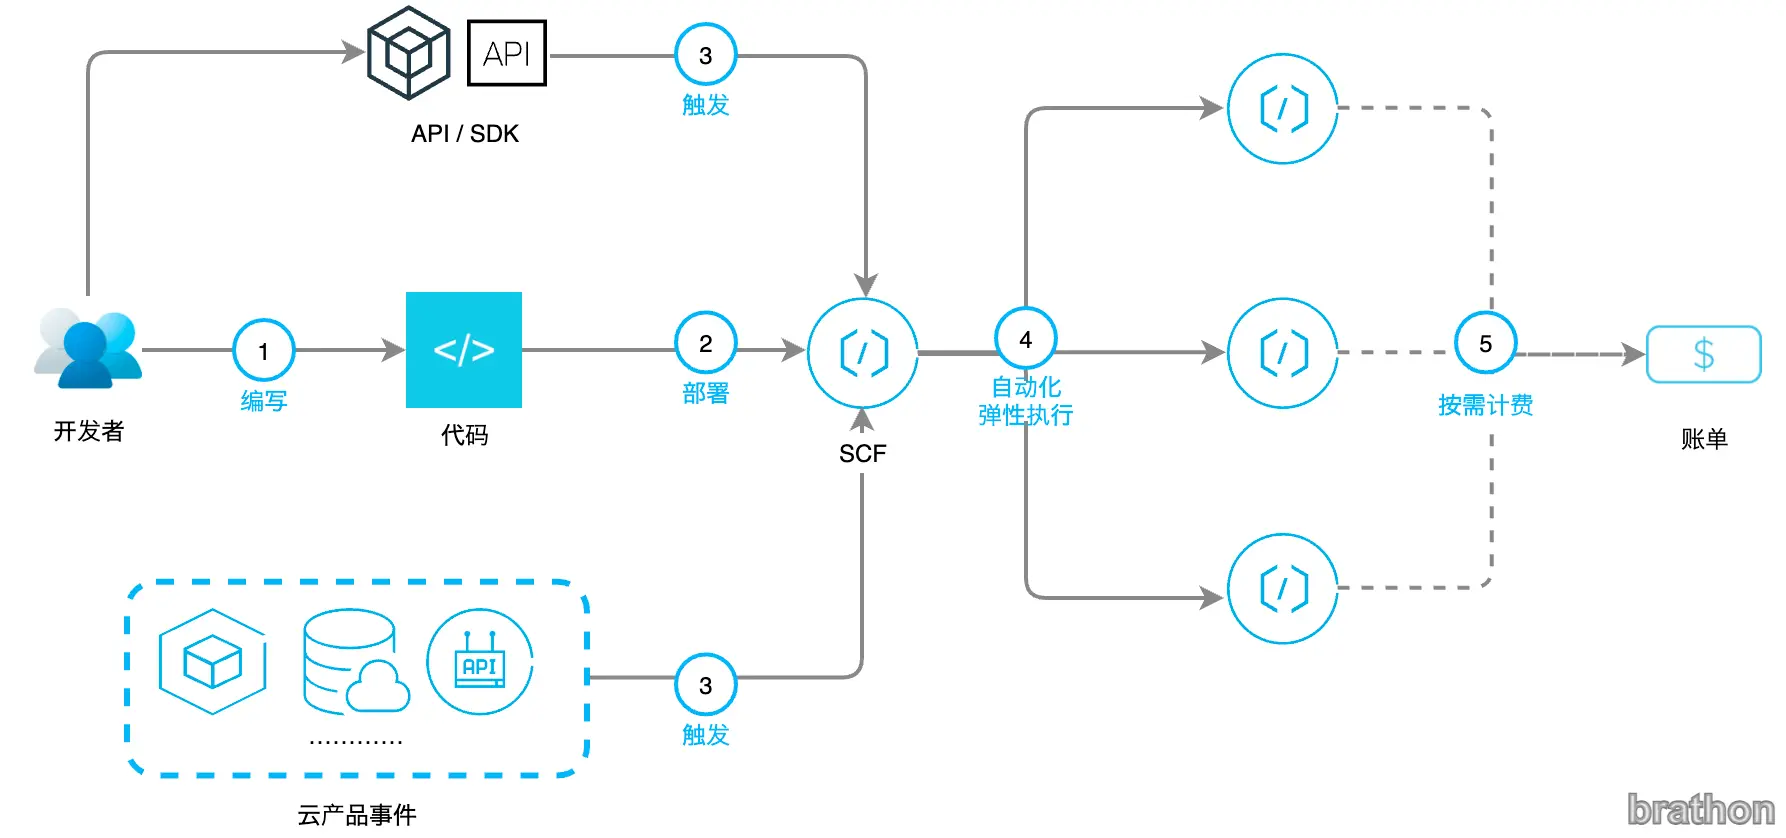 API
3
触发
API / SDK
1
编写
</>
2
部署
4
自动化
弹性执行
5
按需计费
$
开发者
代码
SCF
账单
API
............
3
触发
云产品事件
brathon